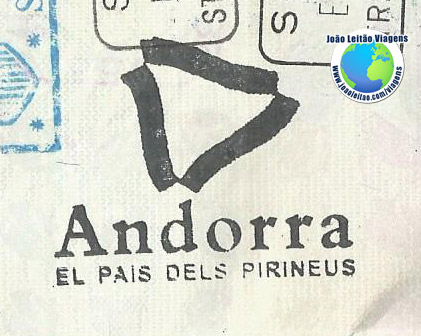 João Leitão Viagens
www.joaoleitao.com/viagens
Andorra
EL PAIS DELS PIRINEUS